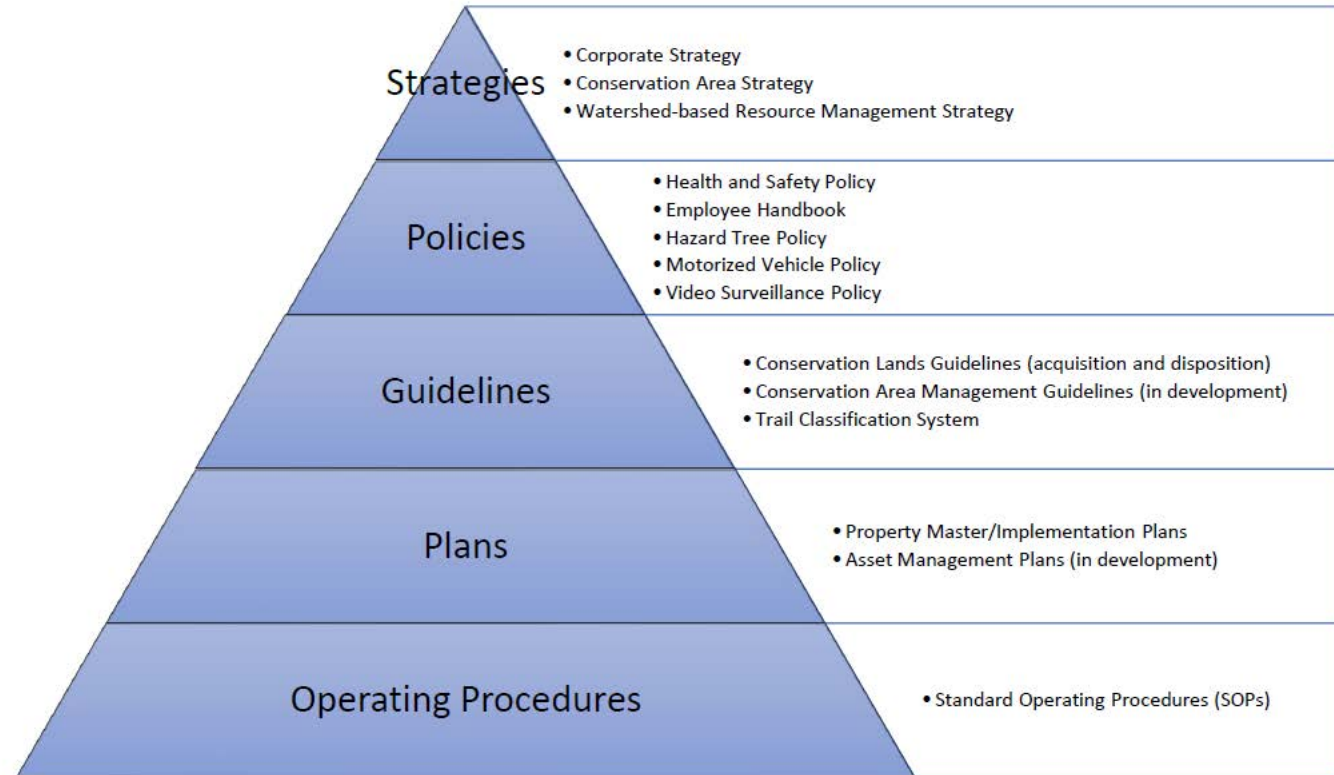 Strategies
• Corporate Strategy
• Conservation Area Strategy
• Watershed-based Resource Management Strategy
Policies
• Health and Safety Policy
• Employee Handbook
• Hazard Tree Policy
• Motorized Vehicle Policy
• Video Surveillance Policy
Guidelines
• Conservation Lands Guidelines (acquisition and disposition)
• Conservation Area Management Guidelines (in development)
• Trail Classification System
Plans
• Property Master/Implementation Plans
• Asset Management Plans (in development)
Operating Procedures
• Standard Operating Procedures (SOPs)